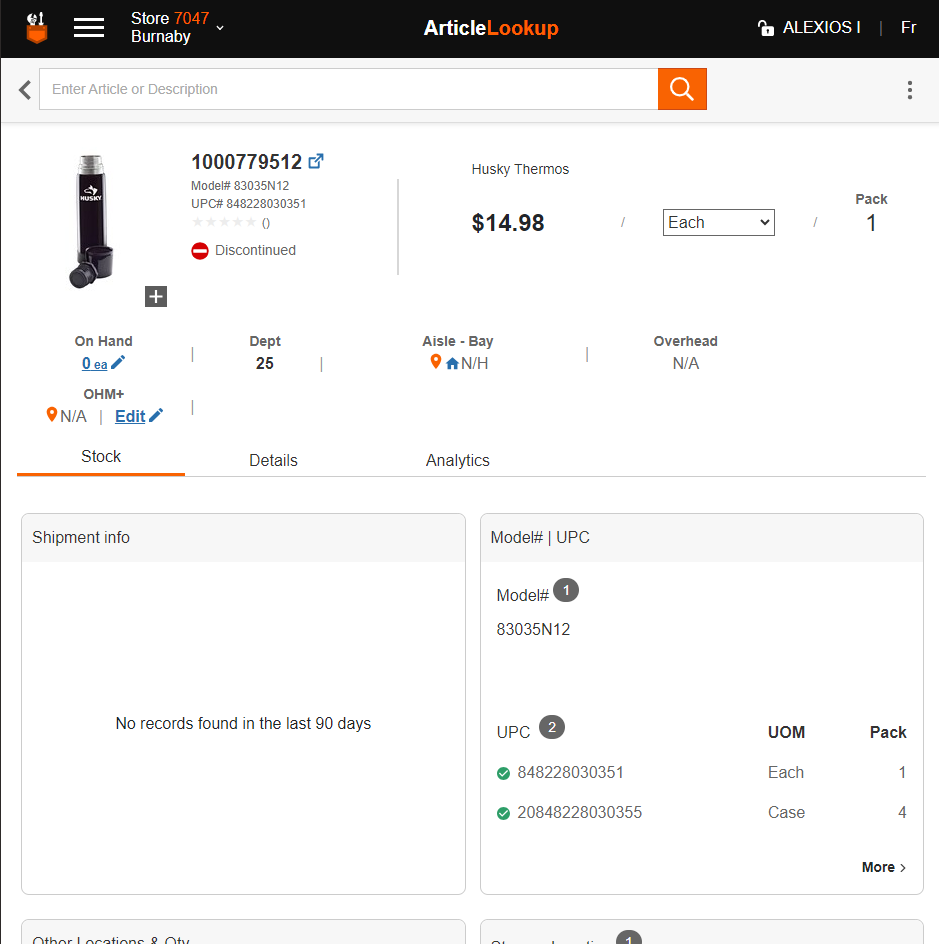 Store 7047
Burnaby
ArticleLookup
ALEXIOS I | Fr
Enter Article or Description
HUSKY
1000779512
Model# 83035N12
UPC# 848228030351
()
Discontinued
Husky Thermos
$14.98 / Each /
Pack
1
On Hand
0 ea
|
Dept
25
|
Aisle - Bay
N/H
|
Overhead
N/A
OHM+
N/A | Edit
|
Stock
Details
Analytics
Shipment info
No records found in the last 90 days
Model# | UPC
Model# 1
83035N12
UPC 2 UOM Pack
848228030351 Each 1
20848228030355 Case 4
More
Other Locations & Qty
1